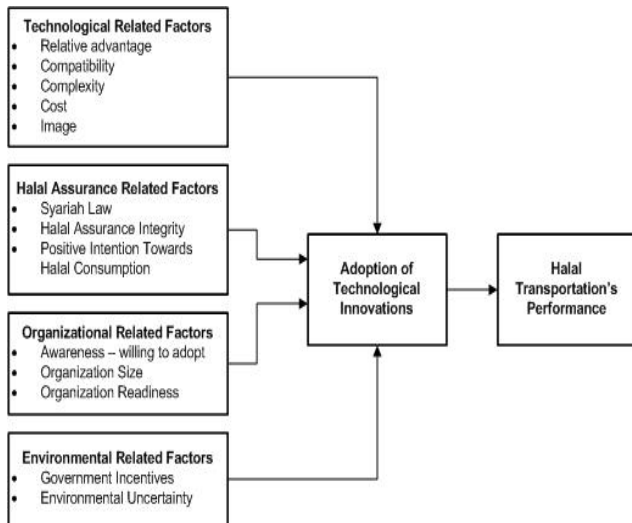 Technological Related Factors
• Relative advantage
• Compatibility
• Complexity
• Cost
• Image
Halal Assurance Related Factors
• Syariah Law
• Halal Assurance Integrity
• Positive Intention Towards
Halal Consumption
Organizational Related Factors
• Awareness – willing to adopt
• Organization Size
• Organization Readiness
Environmental Related Factors
• Government Incentives
• Environmental Uncertainty
Adoption of
Technological
Innovations
Halal
Transportation's
Performance